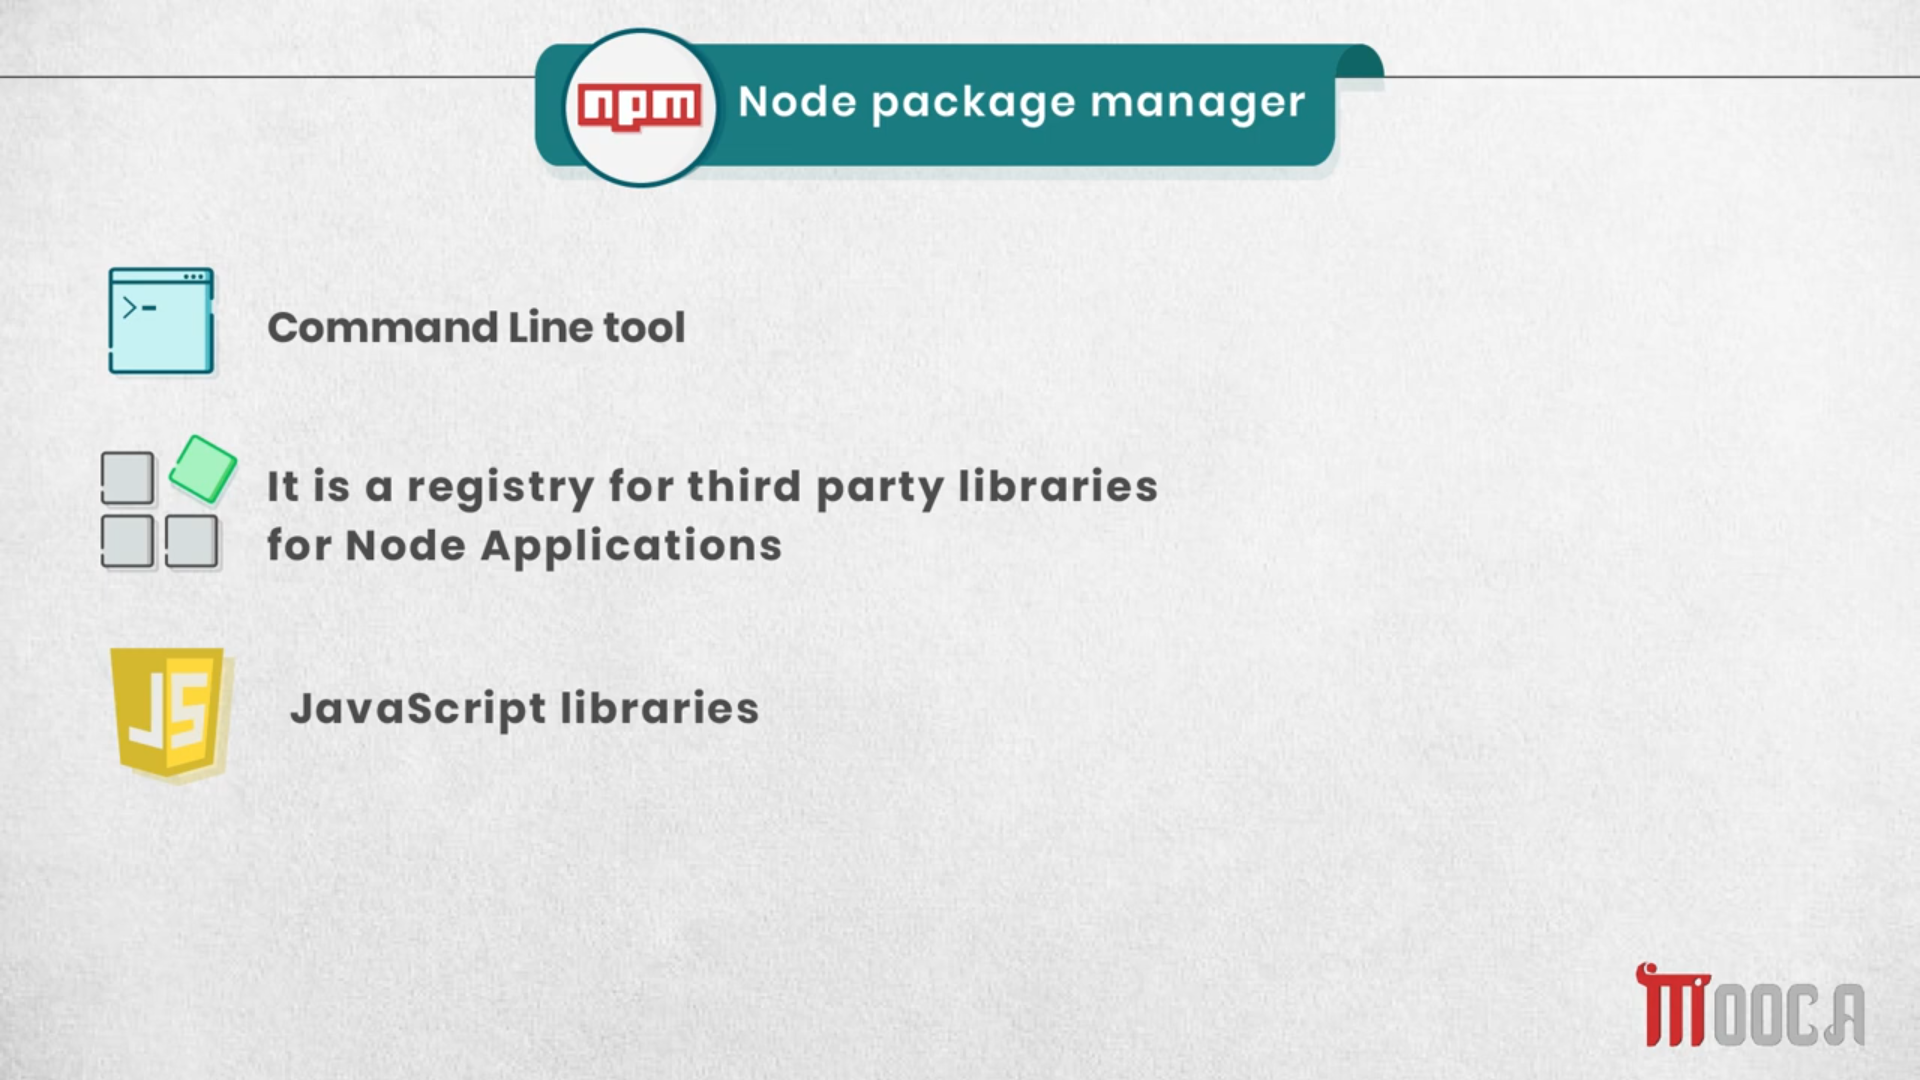 npm
Node package manager
>-
Command Line tool
It is a registry for third party libraries
for Node Applications
JS
JavaScript libraries
MOOCA